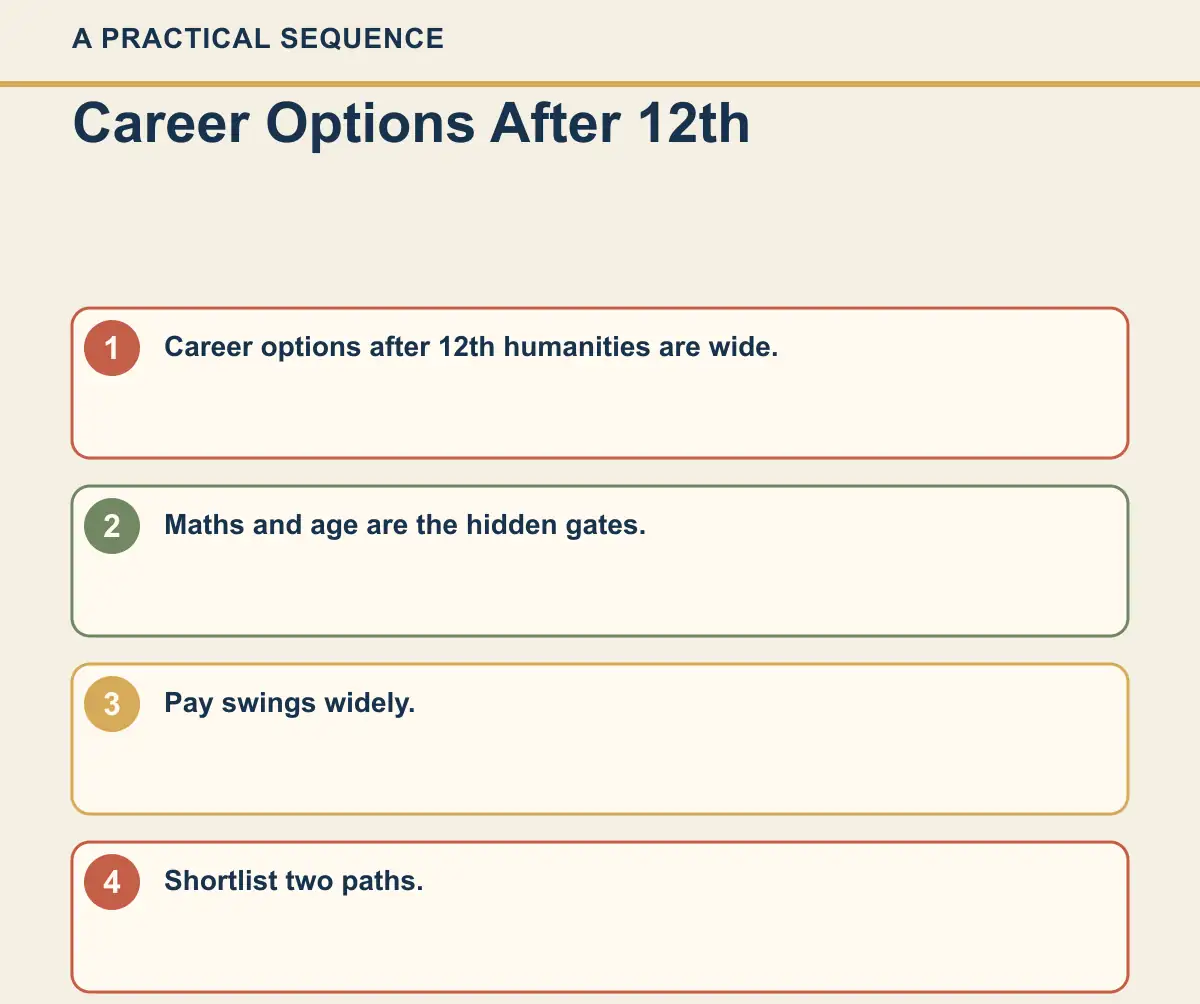 A PRACTICAL SEQUENCE
Career Options After 12th
1 Career options after 12th humanities are wide.
2 Maths and age are the hidden gates.
3 Pay swings widely.
4 Shortlist two paths.